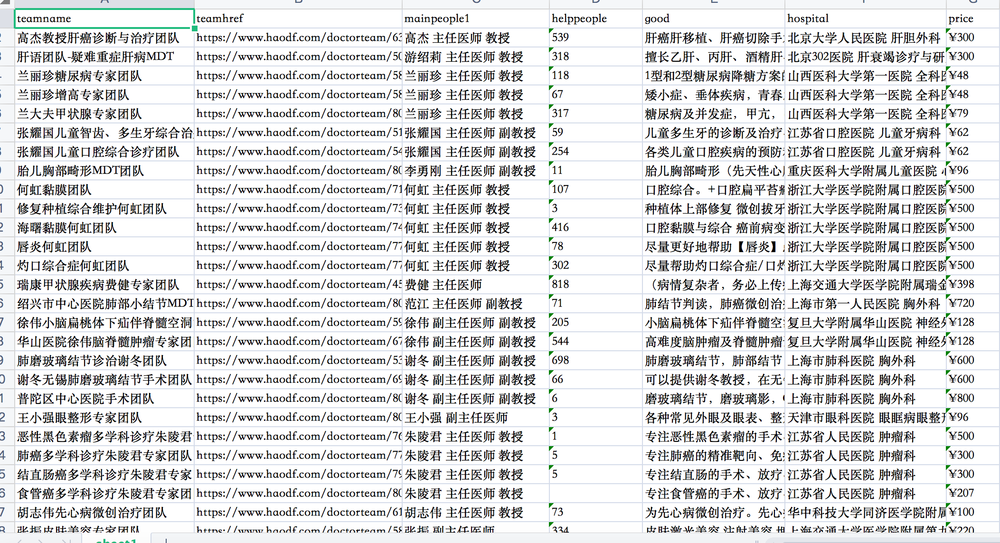 teamname teamhref mainpeople1 helppeople good hospital price
高杰教授肝癌诊断与治疗团队 https://www.haodf.com/doctorteam/63 高杰 主任医师 教授 539 肝癌肝移植、肝癌切除手 北京大学人民医院 肝胆外科 ¥300
肝语团队-疑难重症肝病MDT https://www.haodf.com/doctorteam/50 游绍莉 主任医师 教授 318 擅长乙肝、丙肝、酒精肝 北京302医院 肝衰竭诊疗与研 ¥300
兰丽珍糖尿病专家团队 https://www.haodf.com/doctorteam/58 兰丽珍 主任医师 教授 118 1型和2型糖尿病降糖方案 山西医科大学第一医院 全科 ¥48
兰丽珍增高专家团队 https://www.haodf.com/doctorteam/58 兰丽珍 主任医师 教授 67 矮小症、垂体疾病，青春 山西医科大学第一医院 全科 ¥48
兰大夫甲状腺专家团队 https://www.haodf.com/doctorteam/80 兰丽珍 主任医师 教授 317 糖尿病及并发症，甲亢， 山西医科大学第一医院 全科 ¥79
张耀国儿童智齿、多生牙综合治 https://www.haodf.com/doctorteam/51 张耀国 主任医师 副教授 59 儿童多生牙的诊断及治疗 江苏省口腔医院 儿童牙病科 ¥62
张耀国儿童口腔综合诊疗团队 https://www.haodf.com/doctorteam/54 张耀国 主任医师 副教授 254 各类儿童口腔疾病的预防 江苏省口腔医院 儿童牙病科 ¥62
胎儿胸部畸形MDT团队 https://www.haodf.com/doctorteam/80 李勇刚 主任医师 副教授 11 胎儿胸部畸形（先天性心 重庆医科大学附属儿童医院 ¥96
何虹黏膜团队 https://www.haodf.com/doctorteam/71 何虹 主任医师 教授 107 口腔综合。+口腔扁平苔 浙江大学医学院附属口腔医院 ¥500
修复种植综合维护何虹团队 https://www.haodf.com/doctorteam/73 何虹 主任医师 教授 3 种植体上部修复 微创拔牙 浙江大学医学院附属口腔医院 ¥500
海曙黏膜何虹团队 https://www.haodf.com/doctorteam/74 何虹 主任医师 教授 416 口腔黏膜与综合 癌前病变 浙江大学医学院附属口腔医院 ¥500
唇炎何虹团队 https://www.haodf.com/doctorteam/77 何虹 主任医师 教授 78 尽量更好地帮助【唇炎】 浙江大学医学院附属口腔医院 ¥500
灼口综合症何虹团队 https://www.haodf.com/doctorteam/77 何虹 主任医师 教授 302 尽量帮助灼口综合症/口灼 浙江大学医学院附属口腔医院 ¥500
瑞康甲状腺疾病费健专家团队 https://www.haodf.com/doctorteam/45 费健 主任医师 818 （病情复杂者，务必上传 上海交通大学医学院附属瑞金 ¥398
绍兴市中心医院肺部小结节MDT https://www.haodf.com/doctorteam/80 范江 主任医师 副教授 71 肺结节判读，肺癌微创治 上海市第一人民医院 胸外科 ¥720
徐伟小脑扁桃体下疝伴脊髓空洞 https://www.haodf.com/doctorteam/59 徐伟 副主任医师 副教授 205 小脑扁桃体下疝伴脊髓空 复旦大学附属华山医院 神经外 ¥128
华山医院徐伟脑脊髓肿瘤专家团 https://www.haodf.com/doctorteam/67 徐伟 副主任医师 副教授 544 高难度脑肿瘤及脊髓肿瘤 复旦大学附属华山医院 神经外 ¥128
肺磨玻璃结节诊治谢冬团队 https://www.haodf.com/doctorteam/53 谢冬 副主任医师 副教授 698 肺磨玻璃结节，肺部结节 上海市肺科医院 胸外科 ¥600
谢冬无锡肺磨玻璃结节手术团队 https://www.haodf.com/doctorteam/69 谢冬 副主任医师 副教授 66 可以提供谢冬教授，在无 上海市肺科医院 胸外科 ¥600
普陀区中心医院手术团队 https://www.haodf.com/doctorteam/80 谢冬 副主任医师 副教授 6 磨玻璃结节，磨玻璃影， 上海市肺科医院 胸外科 ¥800
王小强眼整形专家团队 https://www.haodf.com/doctorteam/80 王小强 副主任医师 3 各种常见外眼及眼表、整 天津市眼科医院 眼眶病眼整形 ¥96
恶性黑色素瘤多学科诊疗朱陵君 https://www.haodf.com/doctorteam/76 朱陵君 主任医师 教授 1 专注恶性黑色素瘤的手术 江苏省人民医院 肿瘤科 ¥500
肺癌多学科诊疗朱陵君专家团队 https://www.haodf.com/doctorteam/77 朱陵君 主任医师 教授 5 专注肺癌的精准靶向、免 江苏省人民医院 肿瘤科 ¥300
结直肠癌多学科诊疗朱陵君专家 https://www.haodf.com/doctorteam/79 朱陵君 主任医师 教授 5 专注结直肠的手术、放疗 江苏省人民医院 肿瘤科 ¥300
食管癌多学科诊疗朱陵君专家团 https://www.haodf.com/doctorteam/80 朱陵君 主任医师 教授 专注食管癌的手术、放疗 江苏省人民医院 肿瘤科 ¥207
胡志伟先心病微创治疗团队 https://www.haodf.com/doctorteam/61 胡志伟 主任医师 教授 73 为先心病微创治疗。先心 华中科技大学同济医学院附属 ¥100
张振皮肤美容专家团队 https://www.haodf.com/doctorteam/58 张振 副主任医师 334 皮肤激光美容 注射美容 上海交通大学医学院附属第九 ¥220
sheet1